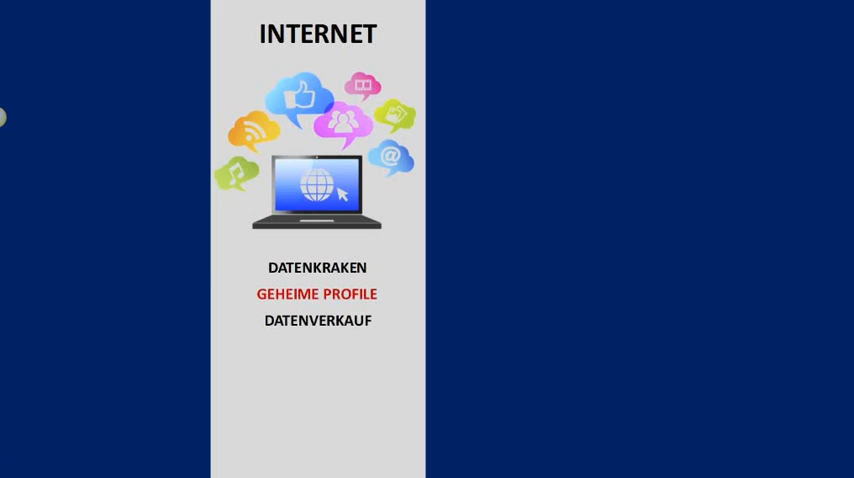 INTERNET
@
DATENKRAKEN
GEHEIME PROFILE
DATENVERKAUF